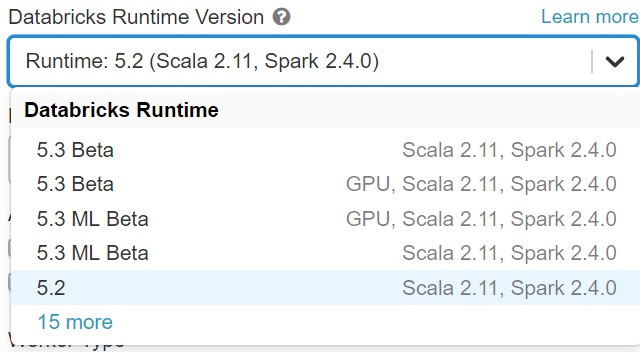 Databricks Runtime Version ? Learn more
Runtime: 5.2 (Scala 2.11, Spark 2.4.0)
Databricks Runtime
5.3 Beta Scala 2.11, Spark 2.4.0
5.3 Beta GPU, Scala 2.11, Spark 2.4.0
5.3 ML Beta GPU, Scala 2.11, Spark 2.4.0
5.3 ML Beta Scala 2.11, Spark 2.4.0
5.2 Scala 2.11, Spark 2.4.0
15 more